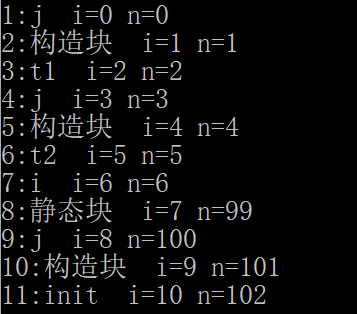 1:j  i=0 n=0
2:构造块  i=1 n=1
3:t1  i=2 n=2
4:j  i=3 n=3
5:构造块  i=4 n=4
6:t2  i=5 n=5
7:i  i=6 n=6
8:静态块  i=7 n=99
9:j  i=8 n=100
10:构造块  i=9 n=101
11:init  i=10 n=102